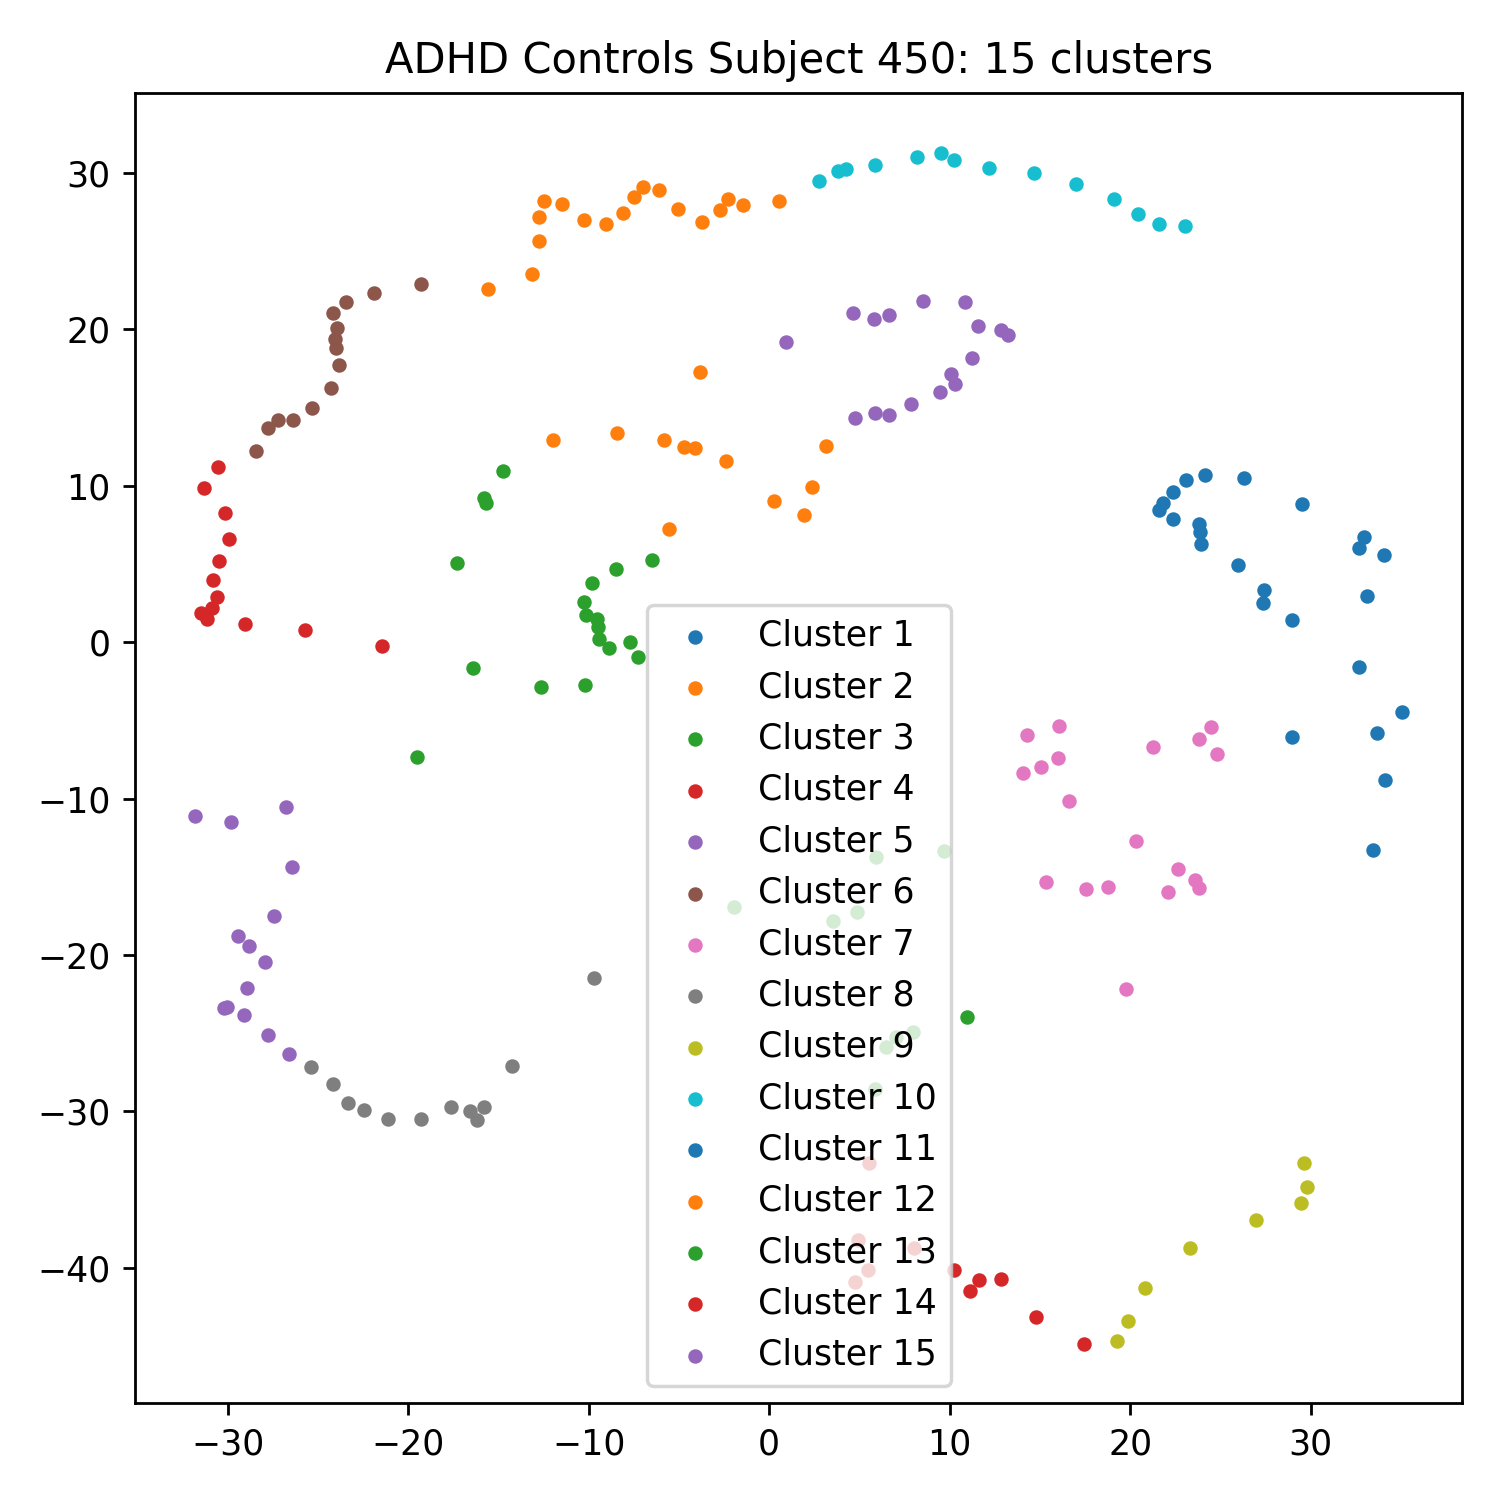 ADHD Controls Subject 450: 15 clusters
30
20
10
0
−10
−20
−30
−40
Cluster 1
Cluster 2
Cluster 3
Cluster 4
Cluster 5
Cluster 6
Cluster 7
Cluster 8
Cluster 9
Cluster 10
Cluster 11
Cluster 12
Cluster 13
Cluster 14
Cluster 15
−30 −20 −10 0 10 20 30